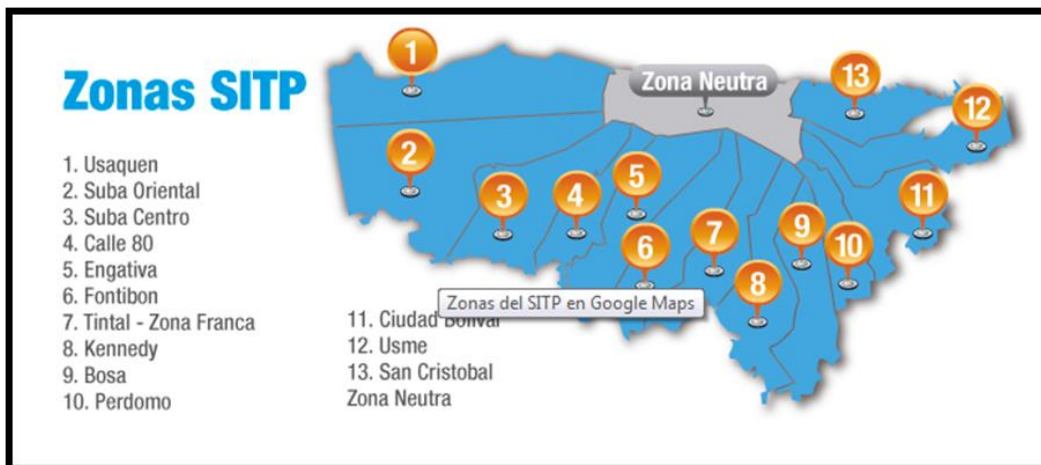 Zonas SITP
1. Usaquen
2. Suba Oriental
3. Suba Centro
4. Calle 80
5. Engativa
6. Fontibon
7. Tintal - Zona Franca
8. Kennedy
9. Bosa
10. Perdomo
11. Ciudad Bolivar
12. Usme
13. San Cristobal
Zona Neutra
Zonas del SITP en Google Maps
1
Zona Neutra
13
12
2
3
4
5
11
6
7
9
10
8